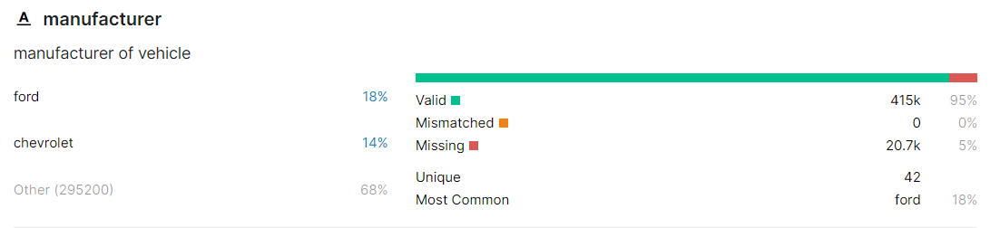 A manufacturer
manufacturer of vehicle
ford 18%
chevrolet 14%
Other (295200) 68%
Valid 415k 95%
Mismatched 0 0%
Missing 20.7k 5%
Unique 42
Most Common ford 18%